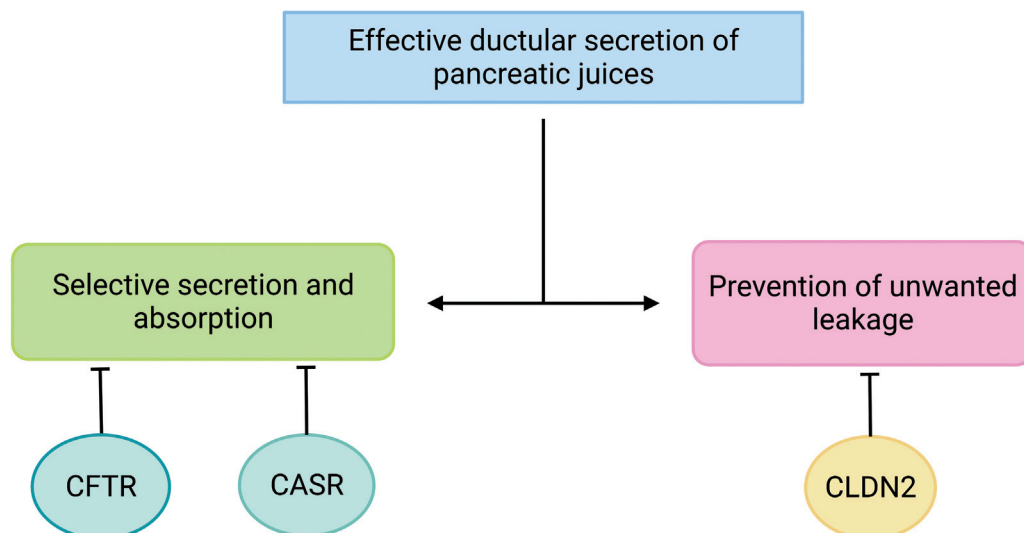 Effective ductular secretion of
pancreatic juices
Selective secretion and
absorption
Prevention of unwanted
leakage
CFTR
CASR
CLDN2